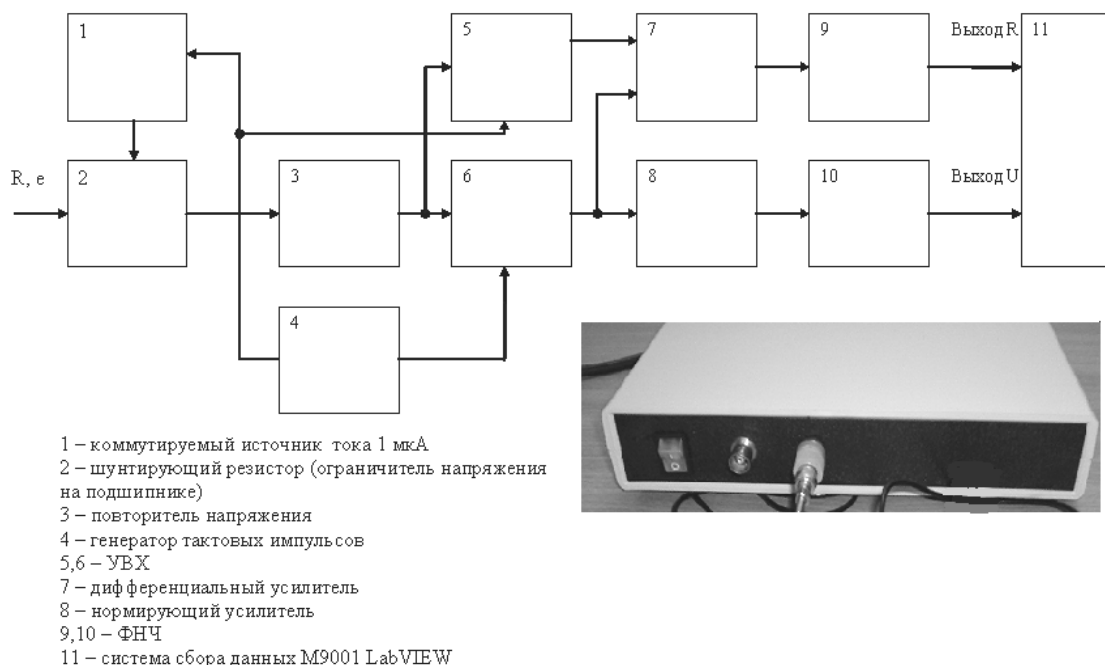 1
5
7
9
Выход R
11
R, e
2
3
6
8
10
Выход U
4
1 – коммутируемый источник тока 1 мкА
2 – шунтирующий резистор (ограничитель напряжения
на подшипнике)
3 – повторитель напряжения
4 – генератор тактовых импульсов
5,6 – УВХ
7 – дифференциальный усилитель
8 – нормирующий усилитель
9,10 – ФНЧ
11 – система сбора данных М9001 LabVIEW